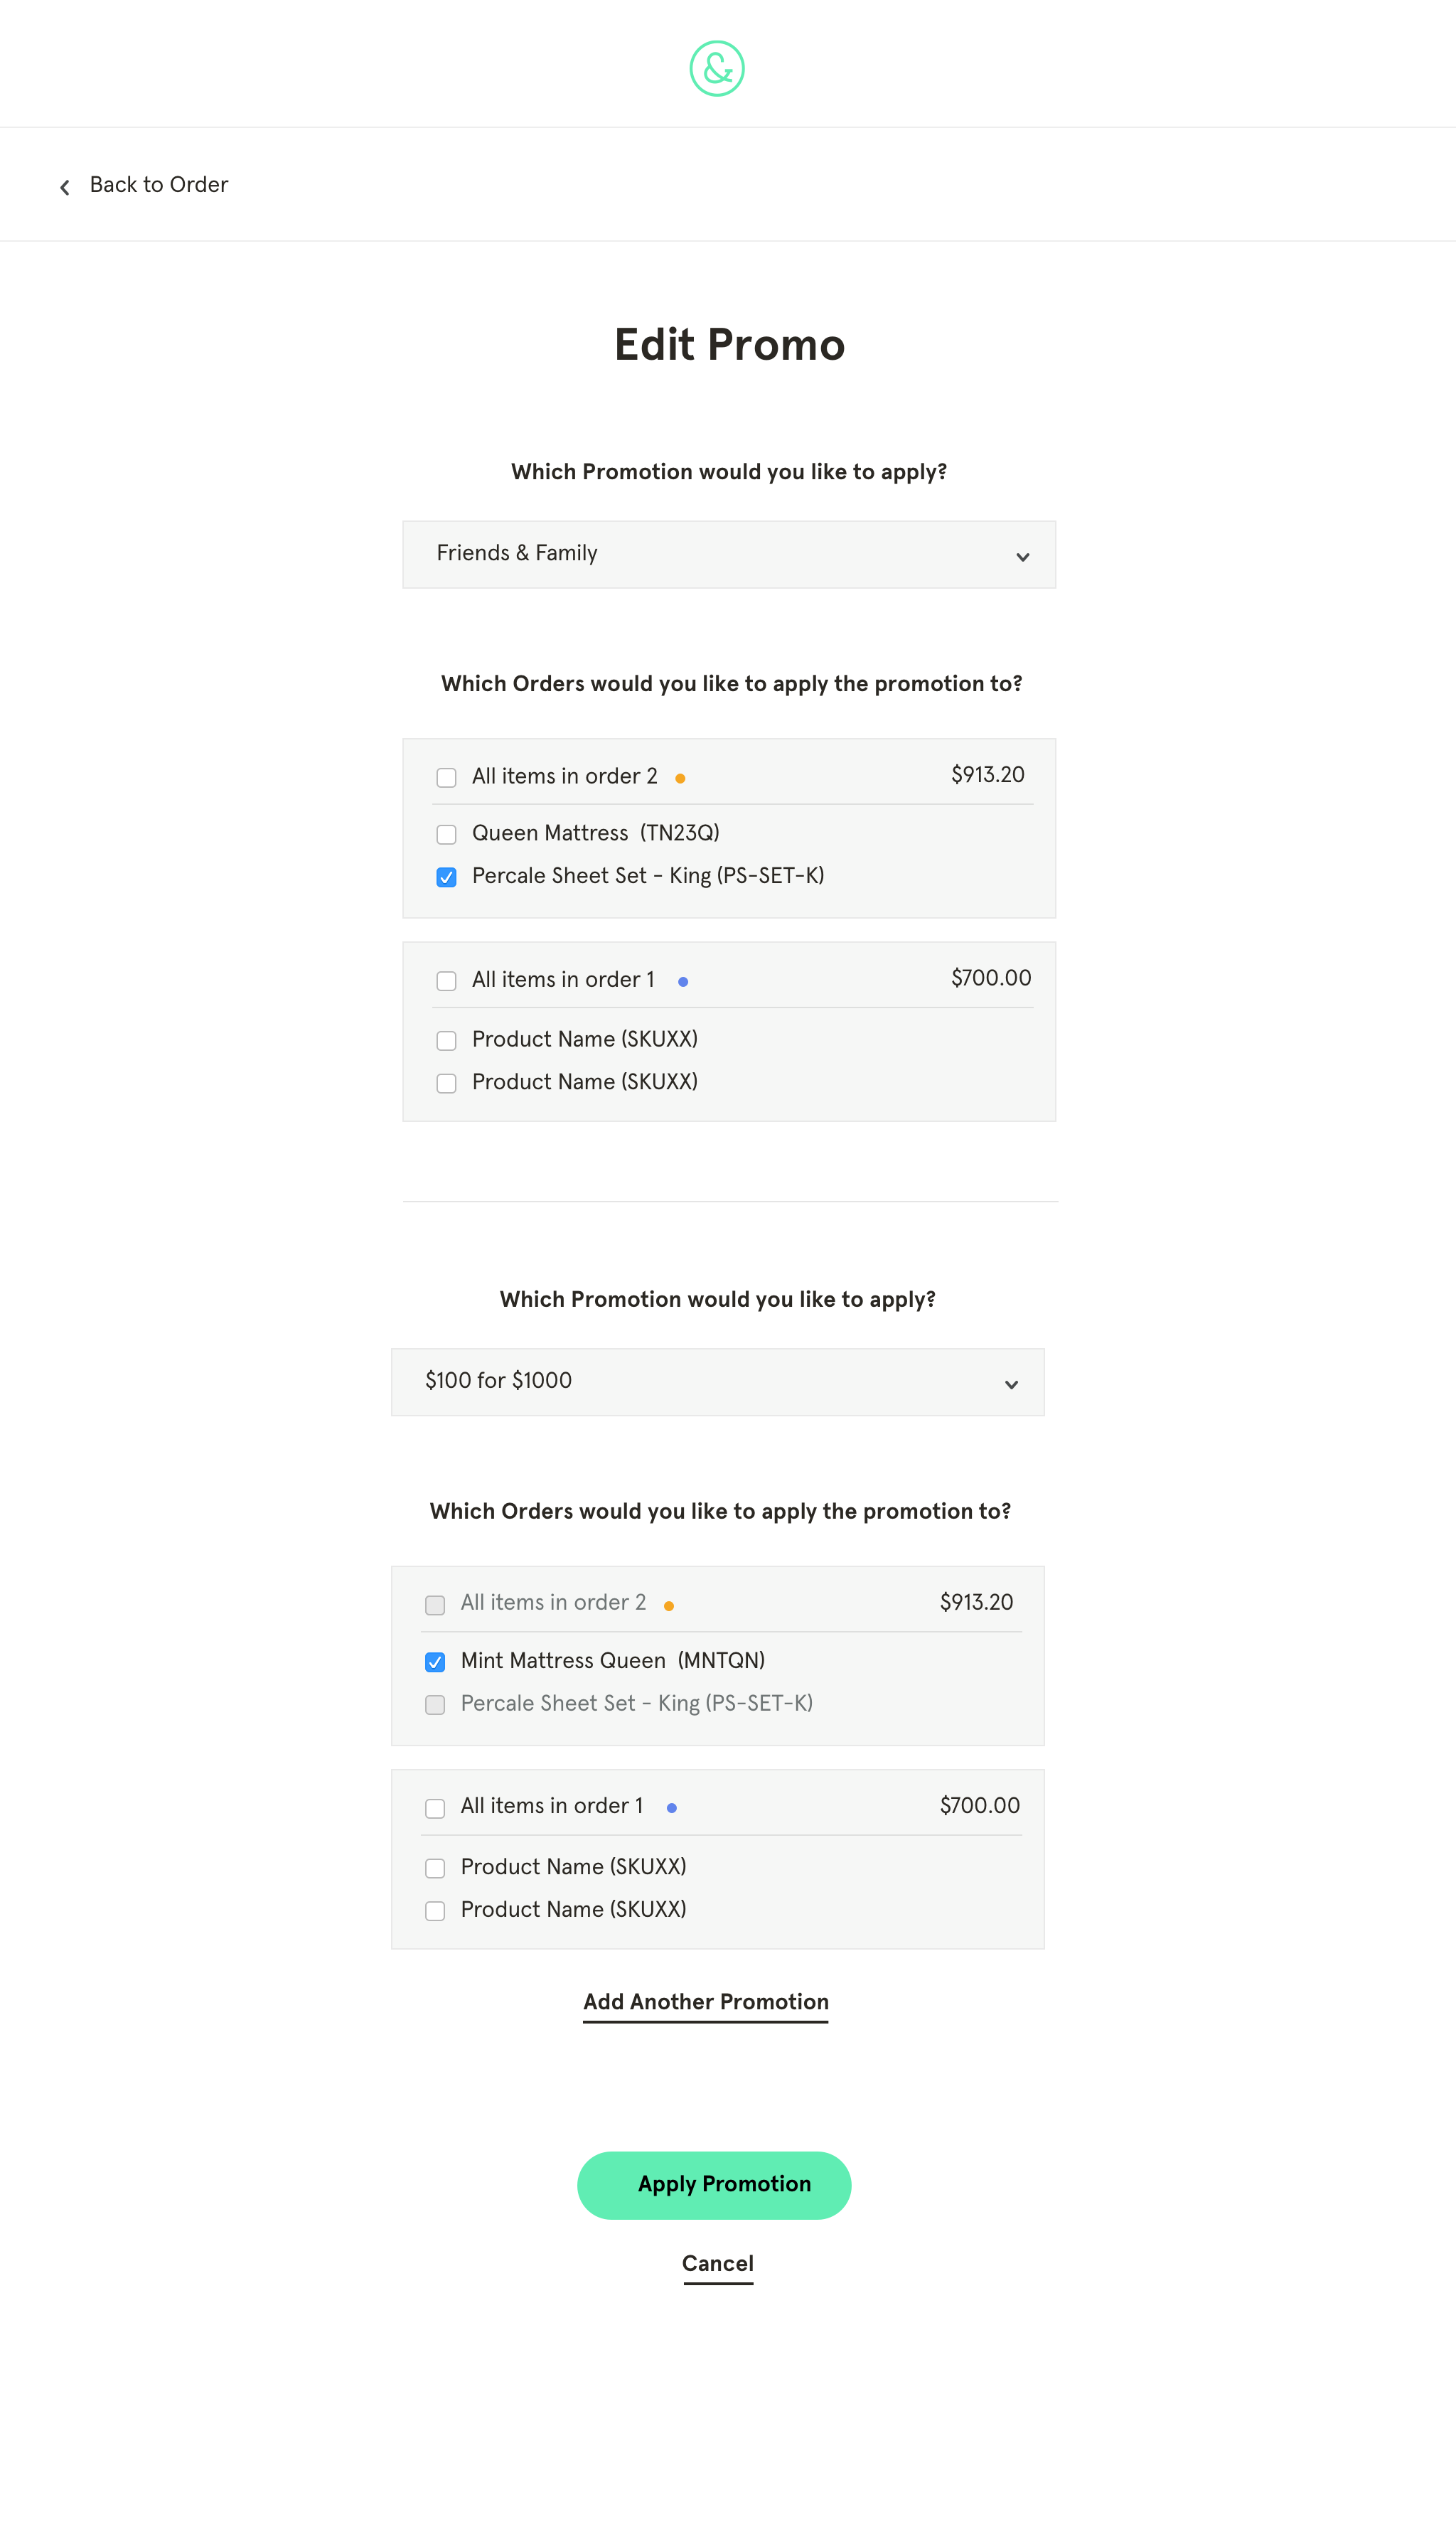 &
Back to Order
Edit Promo
Which Promotion would you like to apply?
Friends & Family
Which Orders would you like to apply the promotion to?
All items in order 2 $913.20
Queen Mattress (TN23Q)
Percale Sheet Set - King (PS-SET-K)
All items in order 1 $700.00
Product Name (SKUXX)
Product Name (SKUXX)
Which Promotion would you like to apply?
$100 for $1000
Which Orders would you like to apply the promotion to?
All items in order 2 $913.20
Mint Mattress Queen (MNTQN)
Percale Sheet Set - King (PS-SET-K)
All items in order 1 $700.00
Product Name (SKUXX)
Product Name (SKUXX)
Add Another Promotion
Apply Promotion
Cancel